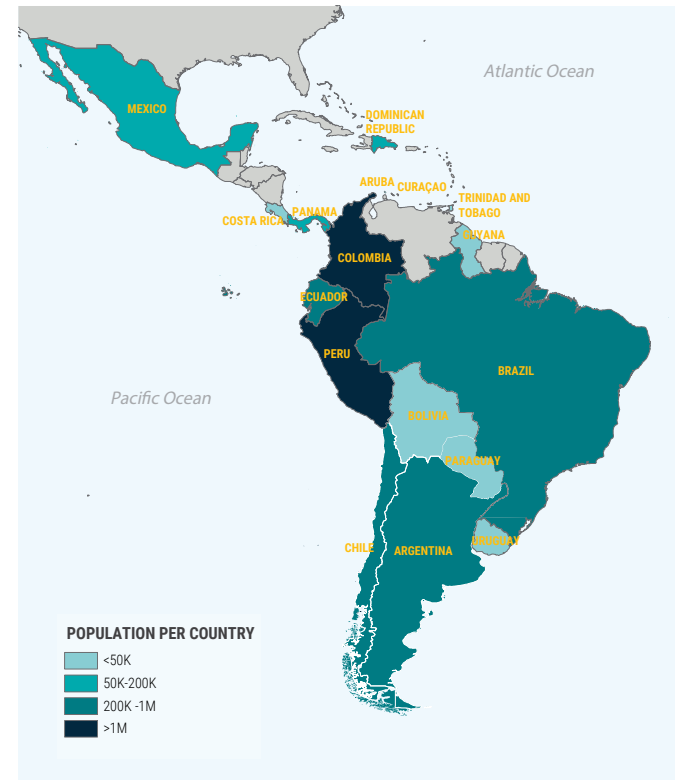 Atlantic Ocean
MEXICO
DOMINICAN
REPUBLIC
ARUBA
CURAÇAO
TRINIDAD AND
TOBAGO
PANAMA
COSTA RICA
GUYANA
COLOMBIA
ECUADOR
PERU
BRAZIL
Pacific Ocean
BOLIVIA
PARAGUAY
URUGUAY
CHILE
ARGENTINA
POPULATION PER COUNTRY
<50K
50K-200K
200K -1M
>1M